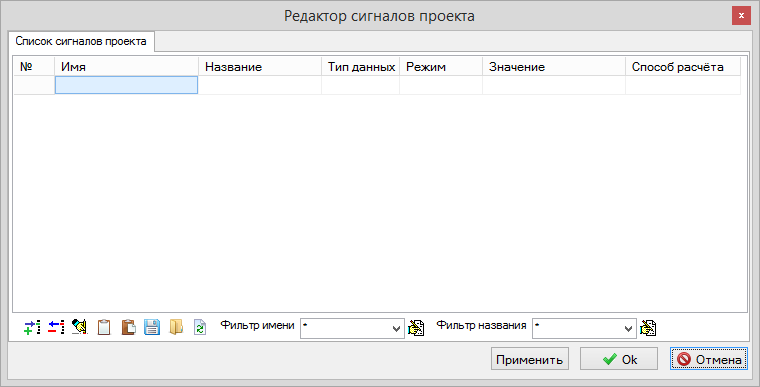 Редактор сигналов проекта
x
Список сигналов проекта
№ Имя Название Тип данных Режим Значение Способ расчёта
Фильтр имени * Фильтр названия *
Применить Ok Отмена